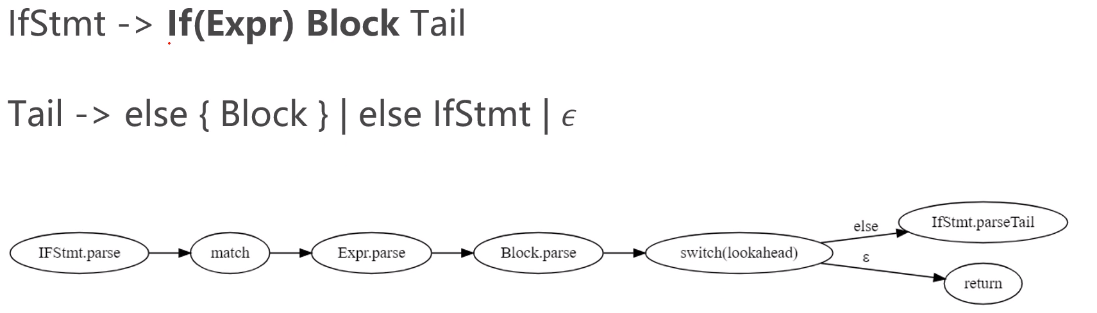 IfStmt -> If(Expr) Block Tail
Tail -> else { Block } | else IfStmt | ϵ
IFStmt.parse
match
Expr.parse
Block.parse
switch(lookahead)
else
IfStmt.parseTail
ε
return